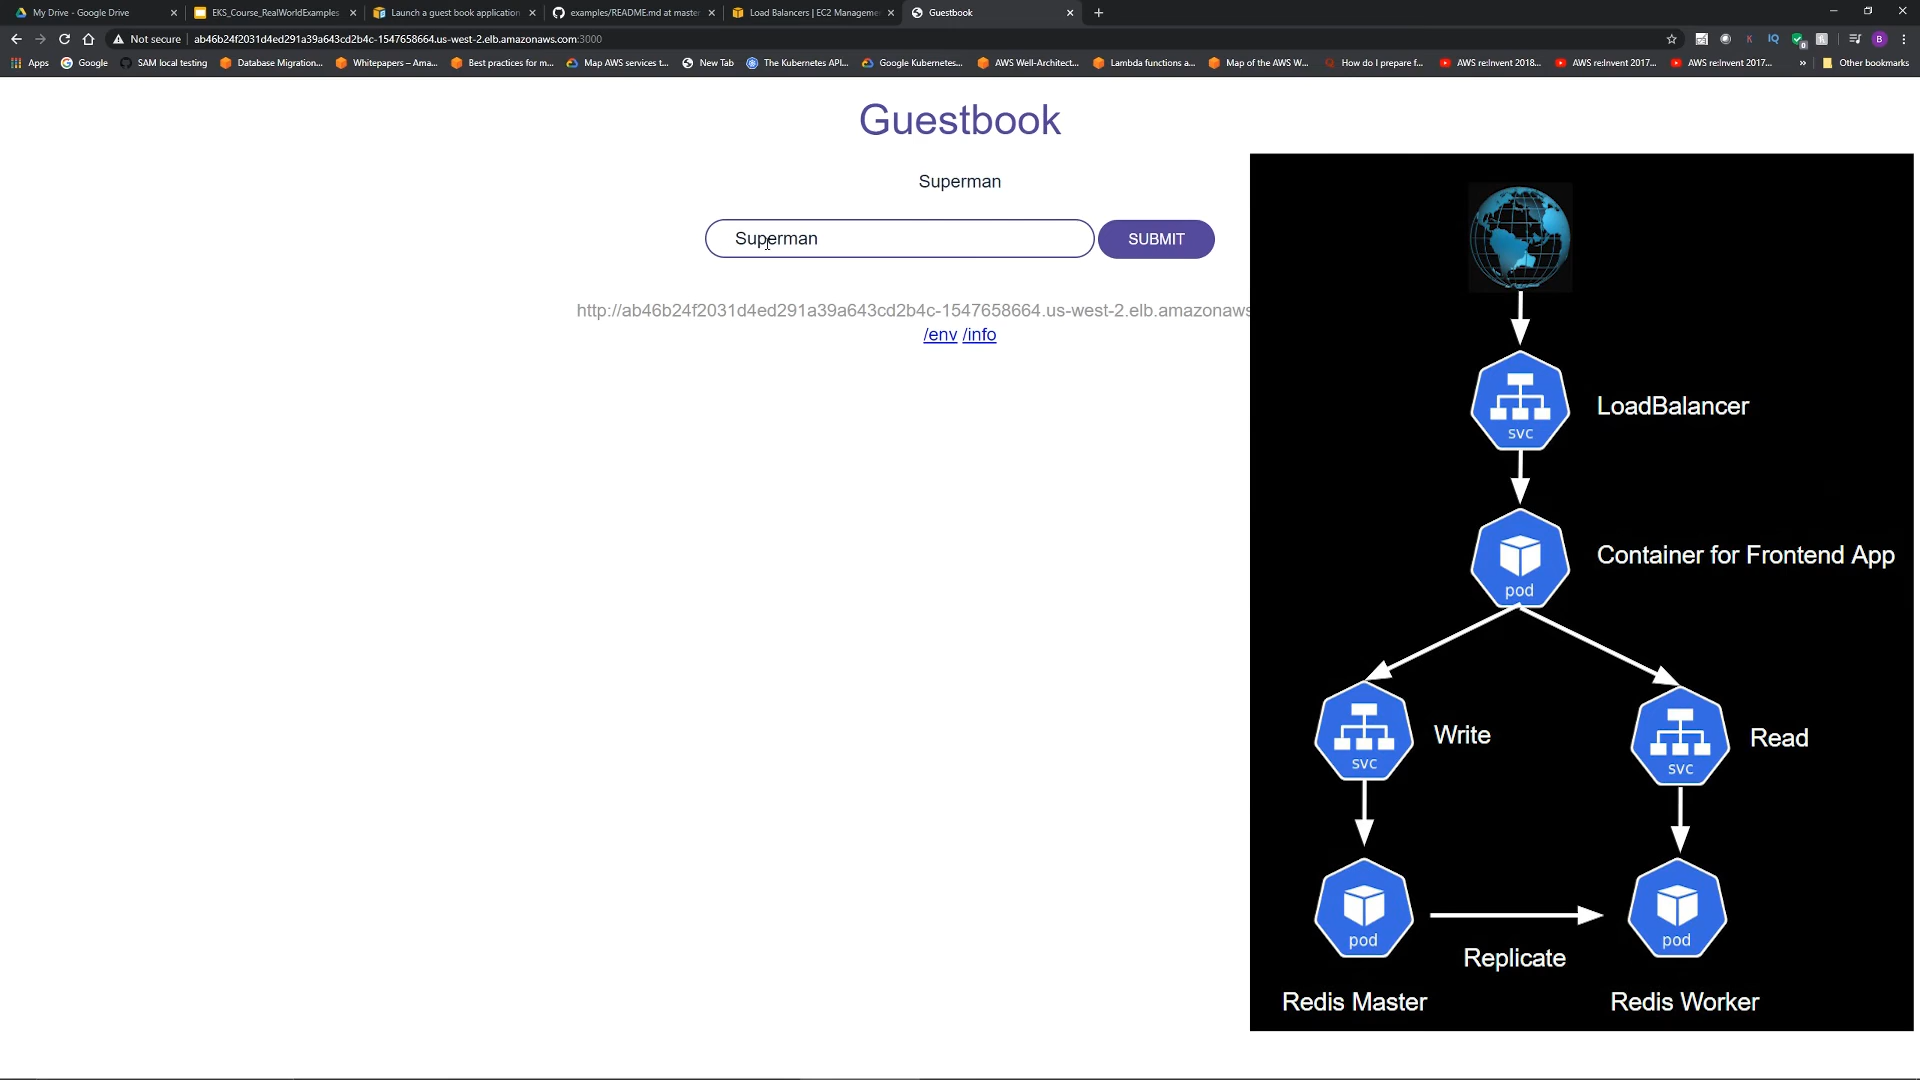 My Drive - Google Drive
EKS_Course_RealWorldExamples
Launch a guest book application
examples/README.md at master
Load Balancers | EC2 Managemen
Guestbook
Not secure
ab46b24f2031d4ed291a39a643cd2b4c-1547658664.us-west-2.elb.amazonaws.com:3000
B
Apps
Google
SAM local testing
Database Migration...
Whitepapers – Ama...
Best practices for m...
Map AWS services t...
New Tab
The Kubernetes API...
Google Kubernetes...
AWS Well-Architect...
Lambda functions a...
Map of the AWS W...
How do I prepare f...
AWS re:Invent 2018...
AWS re:Invent 2017...
AWS re:Invent 2017...
»
Other bookmarks
Guestbook
Superman
Superman
SUBMIT
http://ab46b24f2031d4ed291a39a643cd2b4c-1547658664.us-west-2.elb.amazonaws
/env /info
svc
LoadBalancer
pod
Container for Frontend App
svc
Write
svc
Read
pod
Replicate
pod
Redis Master
Redis Worker